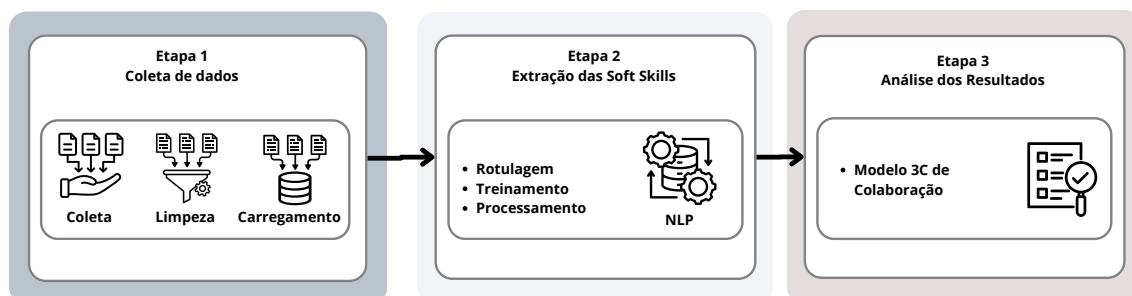 Etapa 1
Coleta de dados
Coleta
Limpeza
Carregamento
Etapa 2
Extração das Soft Skills
• Rotulagem
• Treinamento
• Processamento
NLP
Etapa 3
Análise dos Resultados
• Modelo 3C de
Colaboração